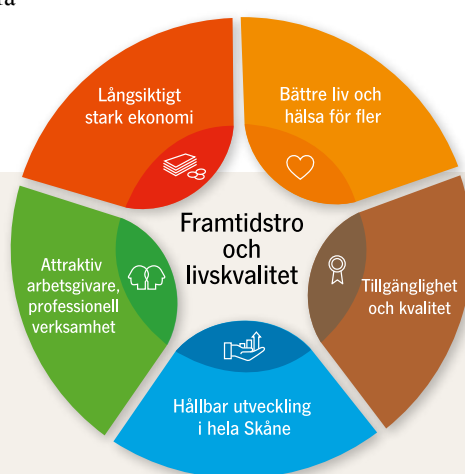 Långsiktigt
stark ekonomi
Bättre liv och
hälsa för fler
Framtidstro
och
livskvalitet
Attraktiv
arbetsgivare,
professionell
verksamhet
Tillgänglighet
och kvalitet
Hållbar utveckling
i hela Skåne